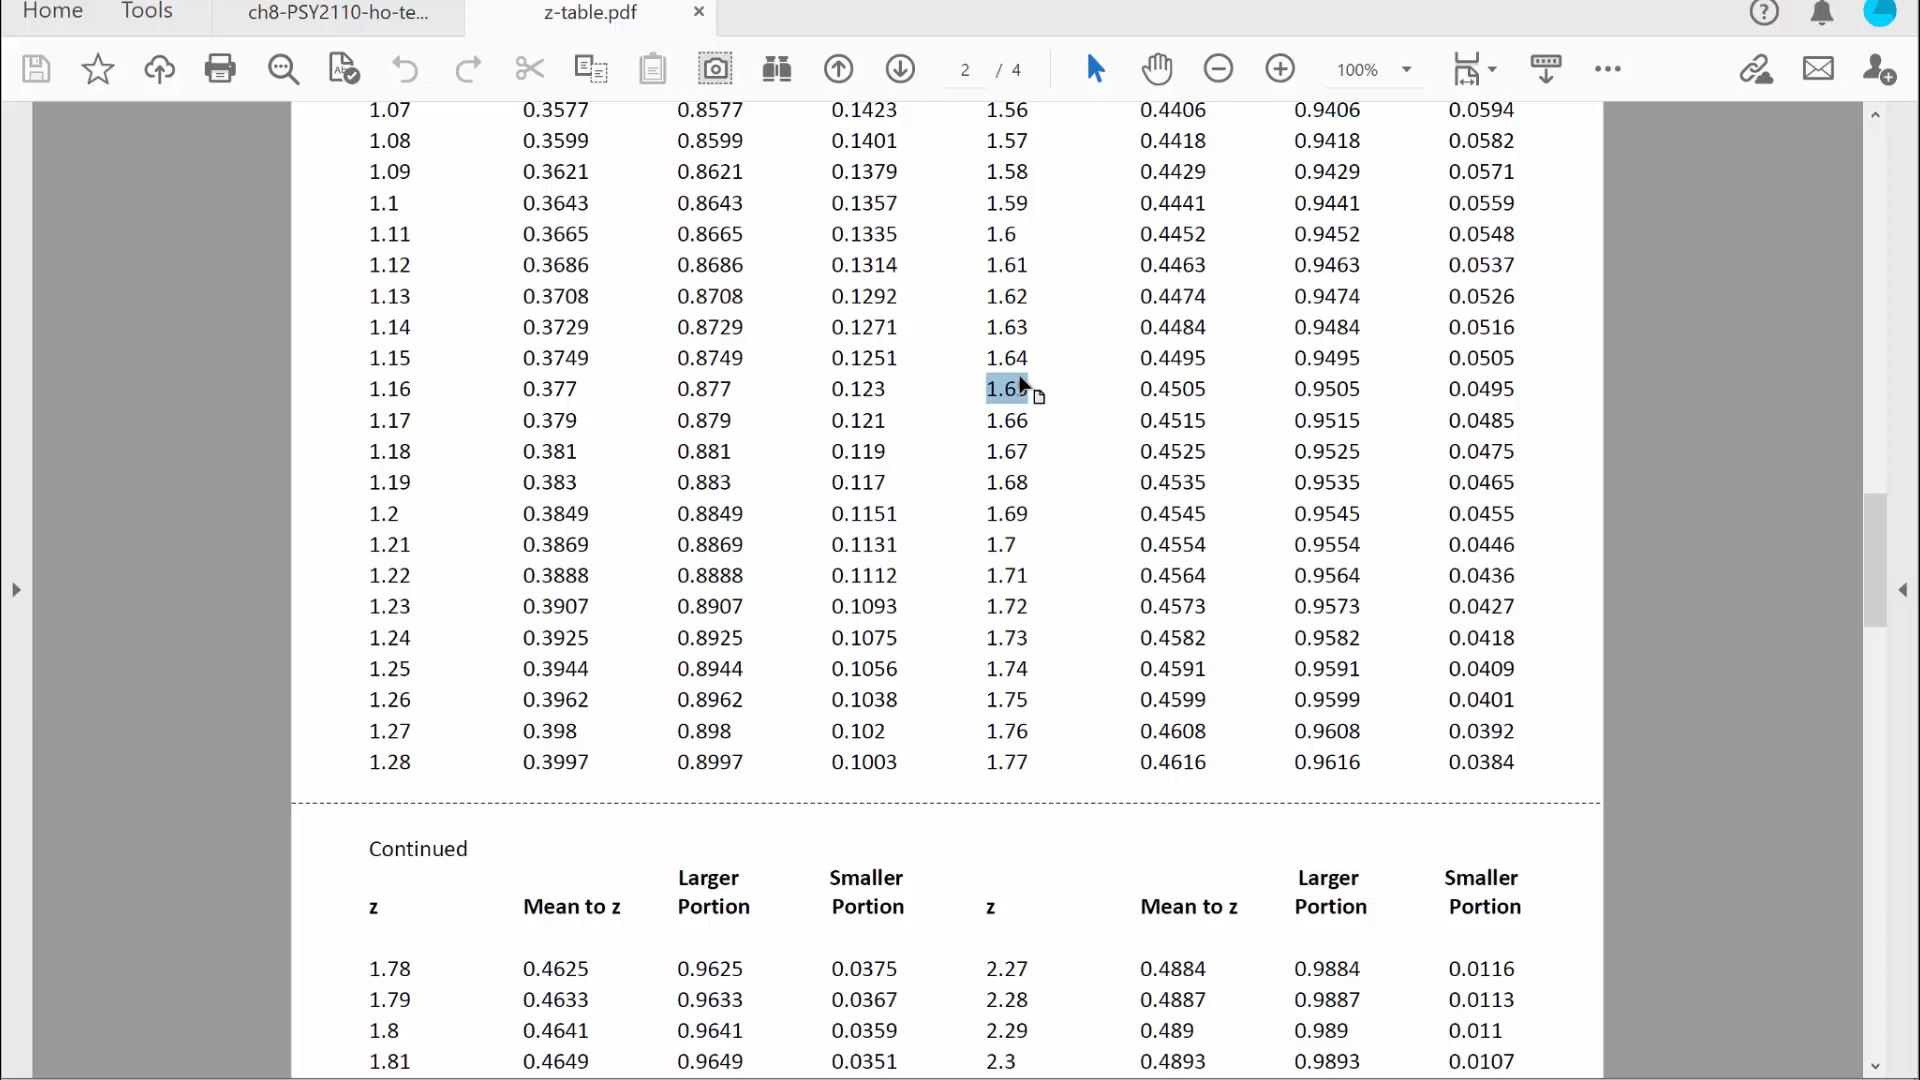 Home Tools ch8-PSY2110-ho-te... z-table.pdf ×
2 / 4 100%
1.07 0.3577 0.8577 0.1423 1.56 0.4406 0.9406 0.0594
1.08 0.3599 0.8599 0.1401 1.57 0.4418 0.9418 0.0582
1.09 0.3621 0.8621 0.1379 1.58 0.4429 0.9429 0.0571
1.1 0.3643 0.8643 0.1357 1.59 0.4441 0.9441 0.0559
1.11 0.3665 0.8665 0.1335 1.6 0.4452 0.9452 0.0548
1.12 0.3686 0.8686 0.1314 1.61 0.4463 0.9463 0.0537
1.13 0.3708 0.8708 0.1292 1.62 0.4474 0.9474 0.0526
1.14 0.3729 0.8729 0.1271 1.63 0.4484 0.9484 0.0516
1.15 0.3749 0.8749 0.1251 1.64 0.4495 0.9495 0.0505
1.16 0.377 0.877 0.123 1.65 0.4505 0.9505 0.0495
1.17 0.379 0.879 0.121 1.66 0.4515 0.9515 0.0485
1.18 0.381 0.881 0.119 1.67 0.4525 0.9525 0.0475
1.19 0.383 0.883 0.117 1.68 0.4535 0.9535 0.0465
1.2 0.3849 0.8849 0.1151 1.69 0.4545 0.9545 0.0455
1.21 0.3869 0.8869 0.1131 1.7 0.4554 0.9554 0.0446
1.22 0.3888 0.8888 0.1112 1.71 0.4564 0.9564 0.0436
1.23 0.3907 0.8907 0.1093 1.72 0.4573 0.9573 0.0427
1.24 0.3925 0.8925 0.1075 1.73 0.4582 0.9582 0.0418
1.25 0.3944 0.8944 0.1056 1.74 0.4591 0.9591 0.0409
1.26 0.3962 0.8962 0.1038 1.75 0.4599 0.9599 0.0401
1.27 0.398 0.898 0.102 1.76 0.4608 0.9608 0.0392
1.28 0.3997 0.8997 0.1003 1.77 0.4616 0.9616 0.0384
Continued
Larger Smaller Larger Smaller
z Mean to z Portion Portion z Mean to z Portion Portion
1.78 0.4625 0.9625 0.0375 2.27 0.4884 0.9884 0.0116
1.79 0.4633 0.9633 0.0367 2.28 0.4887 0.9887 0.0113
1.8 0.4641 0.9641 0.0359 2.29 0.489 0.989 0.011
1.81 0.4649 0.9649 0.0351 2.3 0.4893 0.9893 0.0107